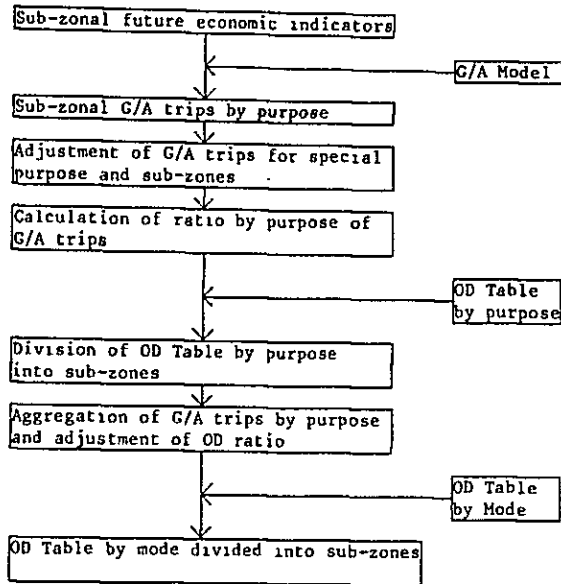 Sub-zonal future economic indicators
G/A Model
Sub-zonal G/A trips by purpose
Adjustment of G/A trips for special
purpose and sub-zones
Calculation of ratio by purpose of
G/A trips
OD Table
by purpose
Division of OD Table by purpose
into sub-zones
Aggregation of G/A trips by purpose
and adjustment of OD ratio
OD Table
by Mode
OD Table by mode divided into sub-zones